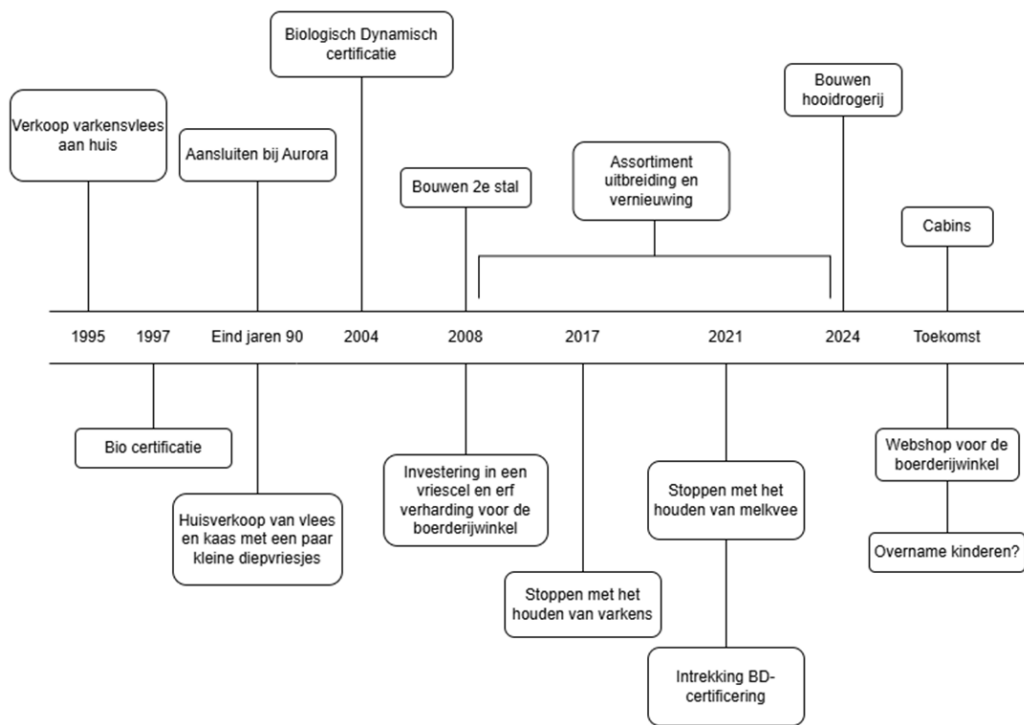 Biologisch Dynamisch
certificatie
Bouwen
hooidrogerij
Verkoop varkensvlees
aan huis
Aansluiten bij Aurora
Assortiment
uitbreiding en
vernieuwing
Bouwen 2e stal
Cabins
1995
1997
Eind jaren 90
2004
2008
2017
2021
2024
Toekomst
Bio certificatie
Webshop voor de
boerderijwinkel
Investering in een
vriescel en erf
verharding voor de
boerderijwinkel
Stoppen met het
houden van melkvee
Huisverkoop van vlees
en kaas met een paar
kleine diepvriesjes
Overname kinderen?
Stoppen met het
houden van varkens
Intrekking BD-
certificering